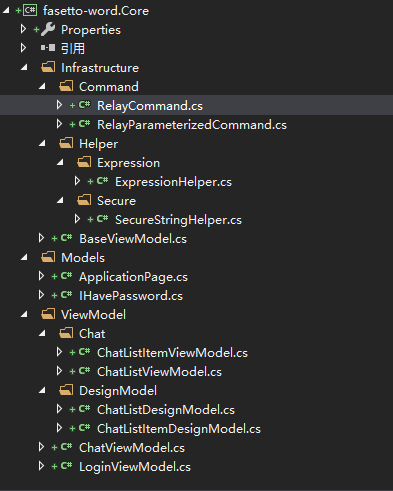 fasetto-word.Core
Properties
引用
Infrastructure
Command
RelayCommand.cs
RelayParameterizedCommand.cs
Helper
Expression
ExpressionHelper.cs
Secure
SecureStringHelper.cs
BaseViewModel.cs
Models
ApplicationPage.cs
IHavePassword.cs
ViewModel
Chat
ChatListItemViewModel.cs
ChatListViewModel.cs
DesignModel
ChatListDesignModel.cs
ChatListItemDesignModel.cs
ChatViewModel.cs
LoginViewModel.cs